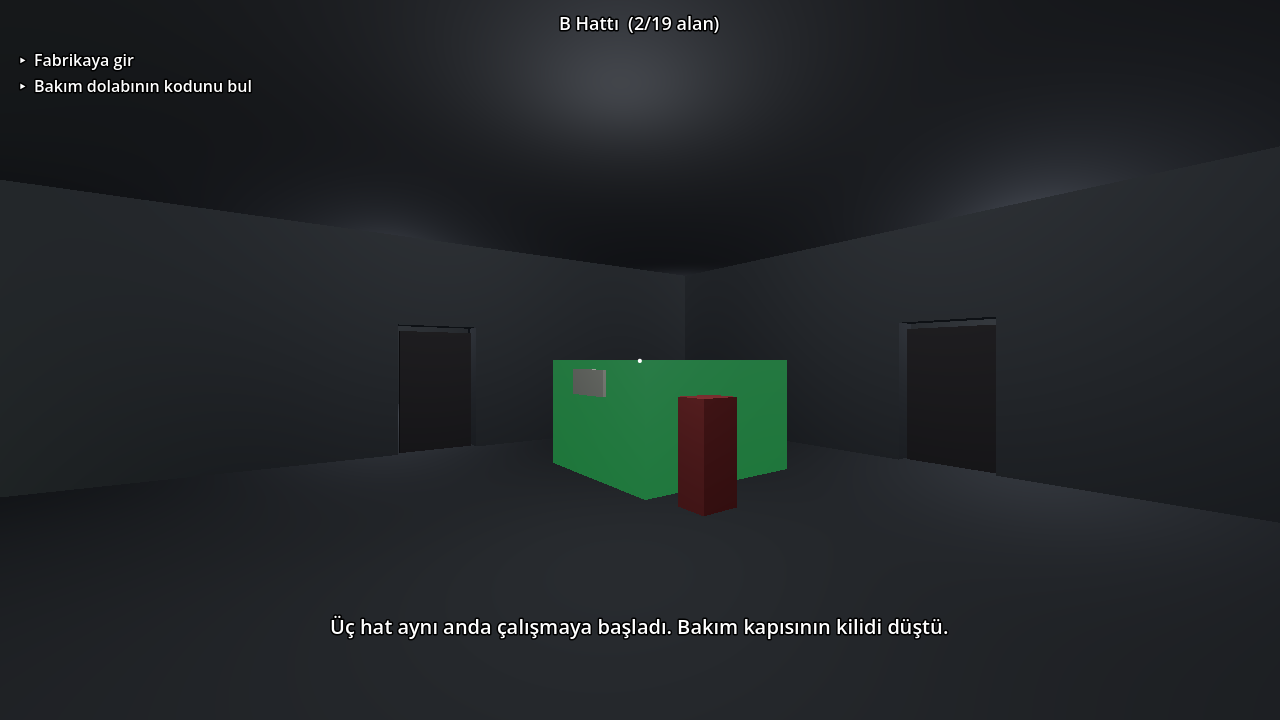 B Hattı (2/19 alan)
‣ Fabrikaya gir
‣ Bakım dolabının kodunu bul
Üç hat aynı anda çalışmaya başladı. Bakım kapısının kilidi düştü.